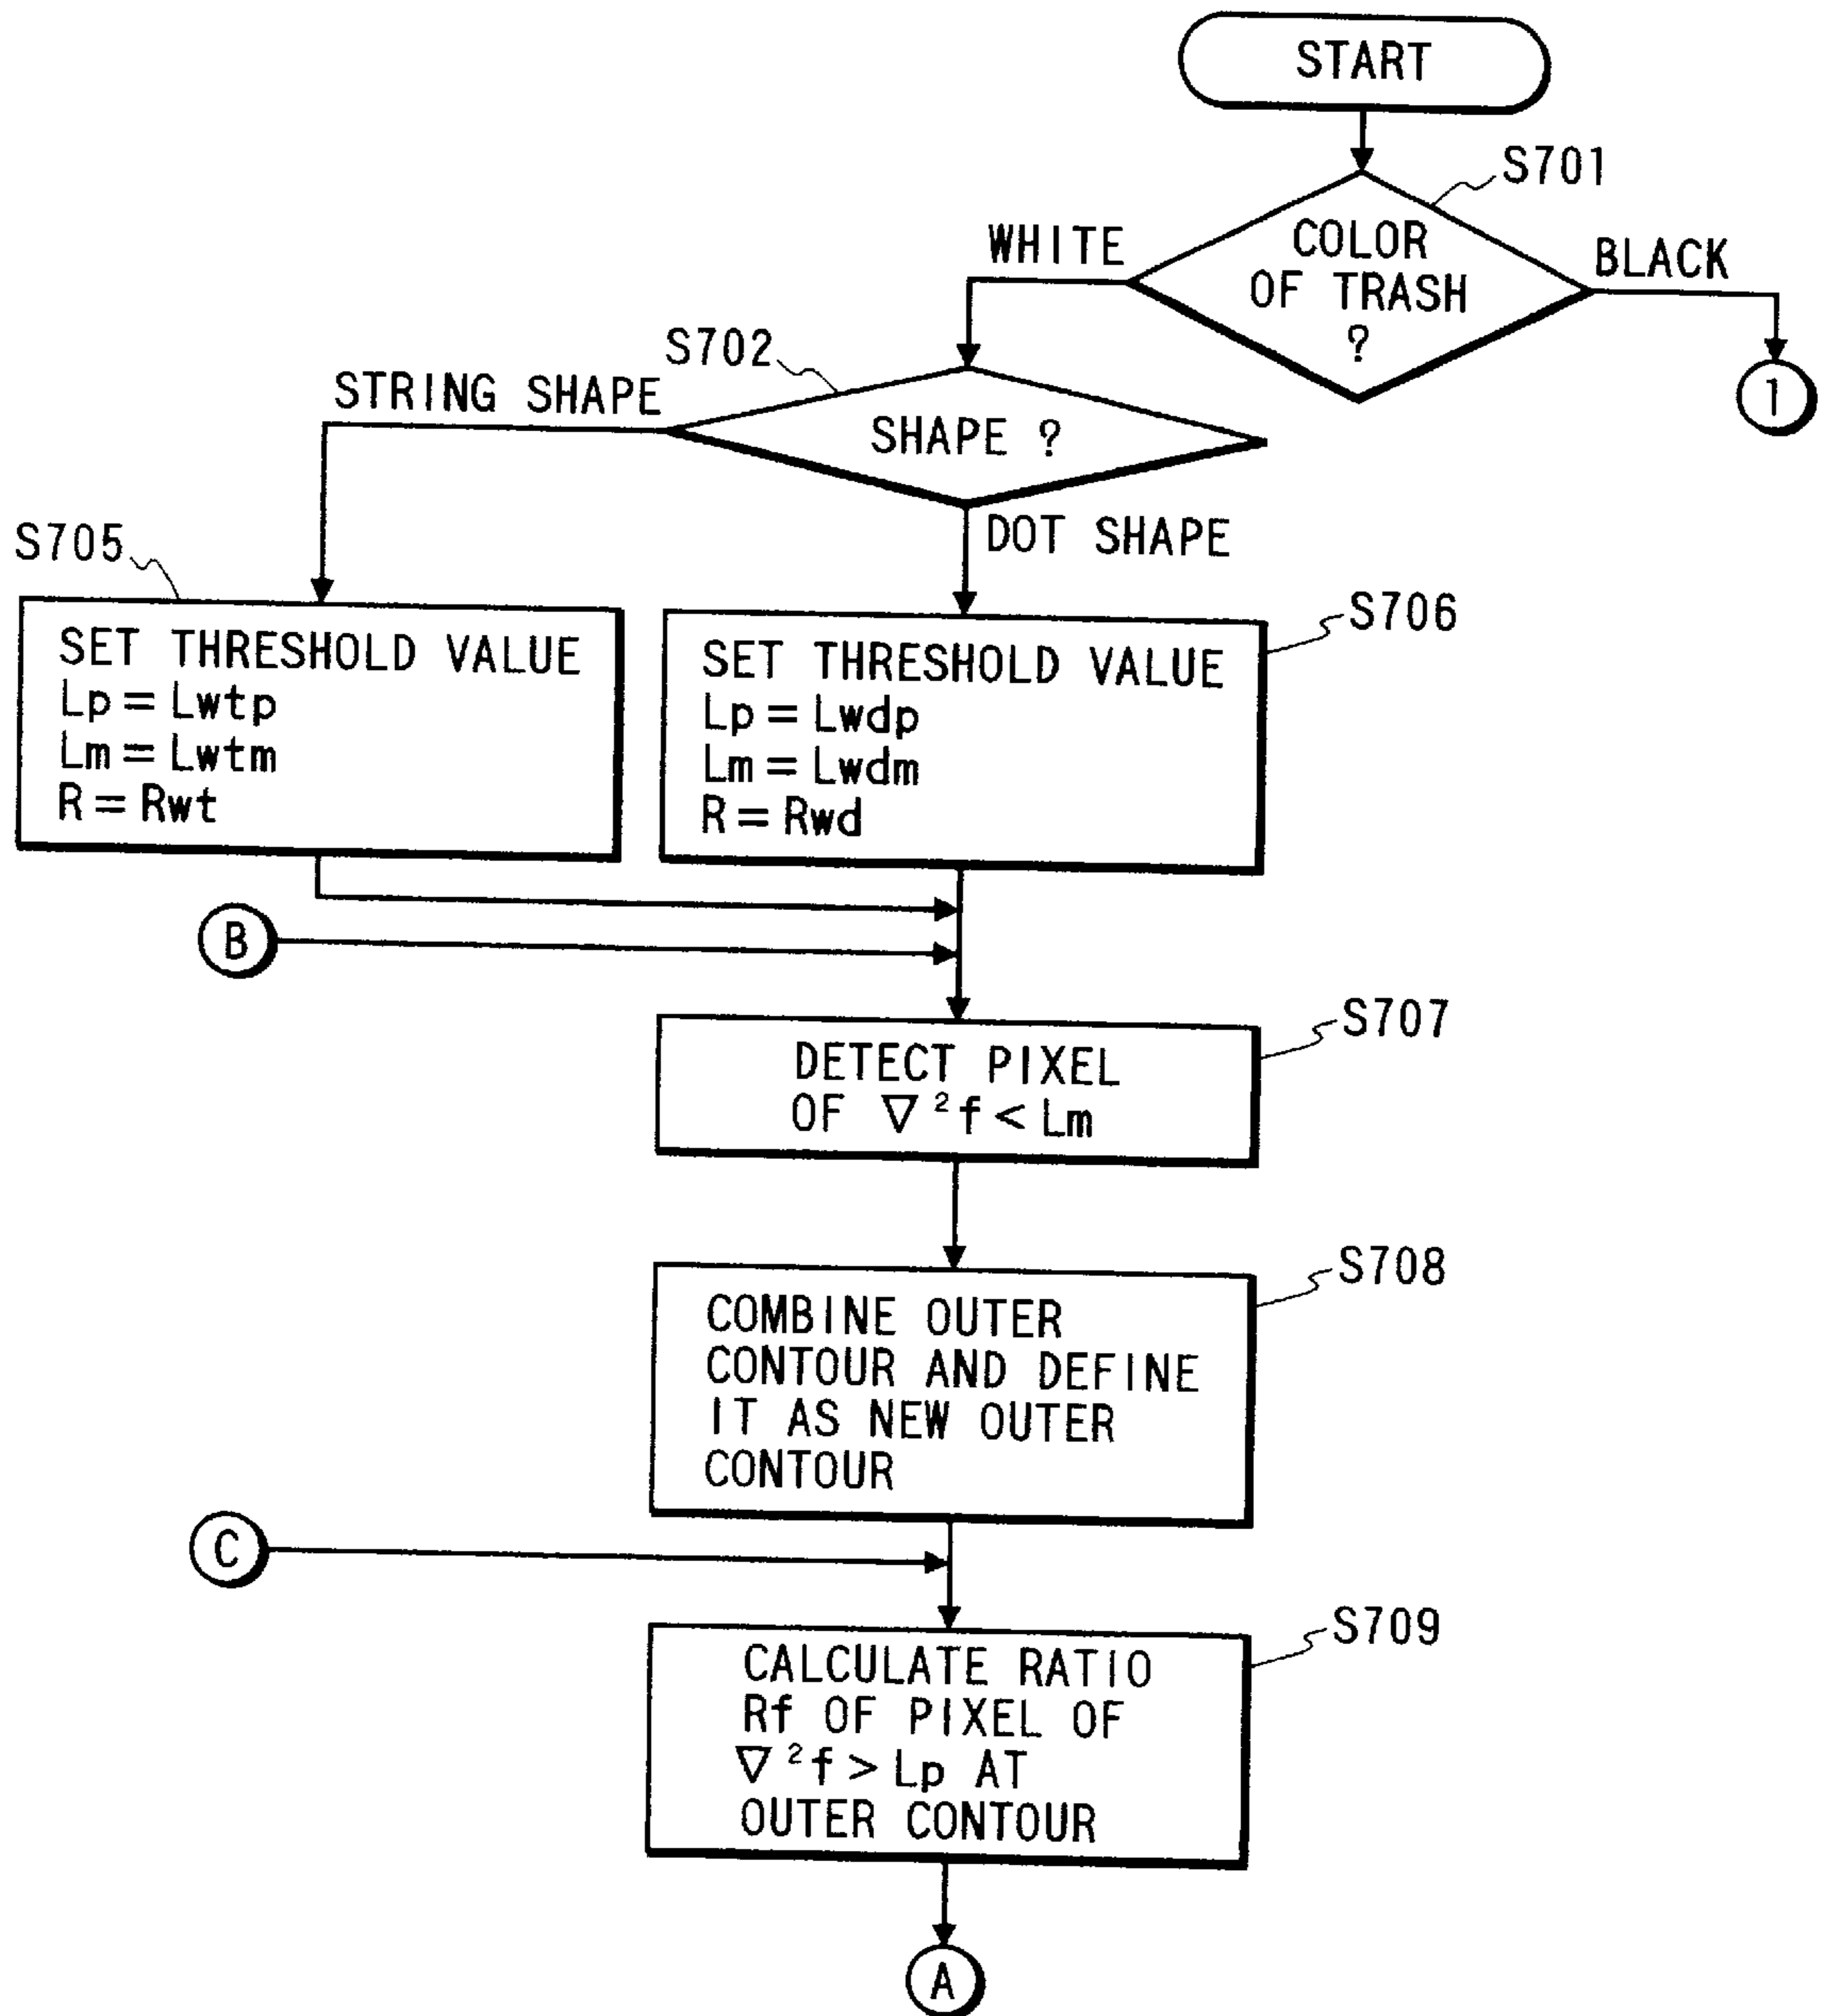 START
S701
COLOR
OF TRASH
?
WHITE
BLACK
1
S702
STRING SHAPE
SHAPE ?
DOT SHAPE
S705
SET THRESHOLD VALUE
Lp = Lwtp
Lm = Lwtm
R = Rwt
S706
SET THRESHOLD VALUE
Lp = Lwdp
Lm = Lwdm
R = Rwd
B
S707
DETECT PIXEL
OF ∇²f < Lm
S708
COMBINE OUTER
CONTOUR AND DEFINE
IT AS NEW OUTER
CONTOUR
C
S709
CALCULATE RATIO
Rf OF PIXEL OF
∇²f > Lp AT
OUTER CONTOUR
A